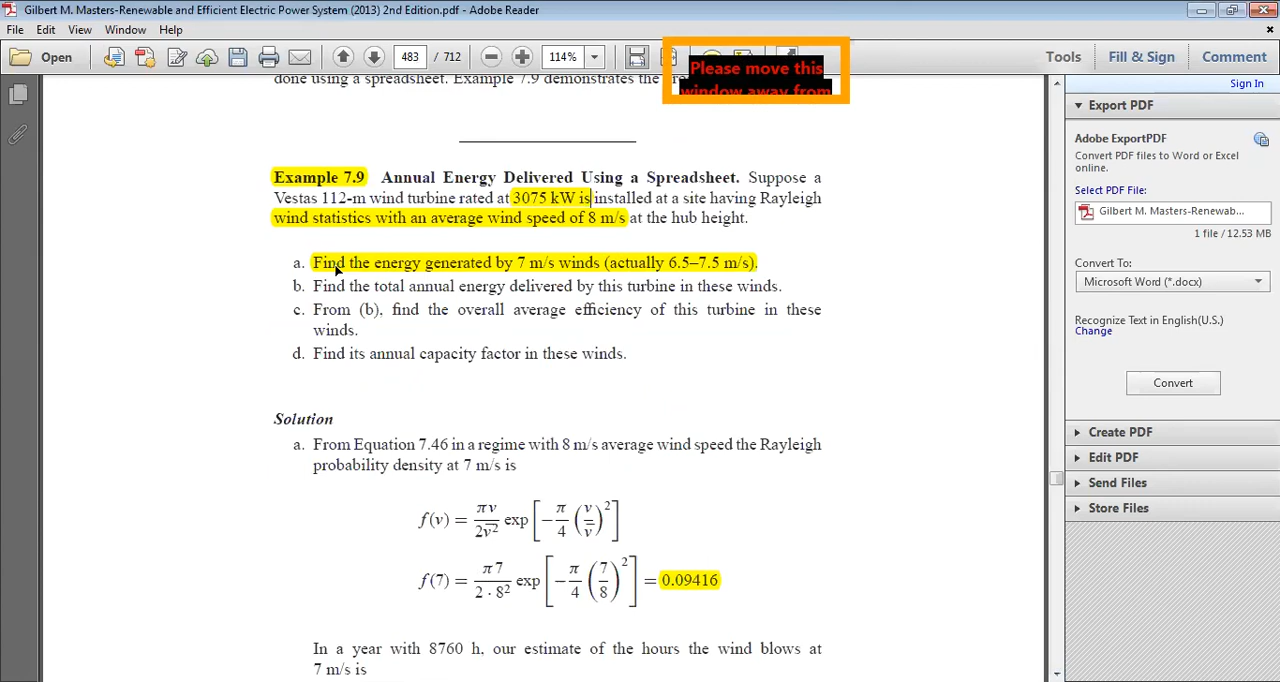 Gilbert M. Masters-Renewable and Efficient Electric Power System (2013) 2nd Edition.pdf - Adobe Reader
File Edit View Window Help
Open 483 / 712 114% Tools Fill & Sign Comment
Please move this
window away from
done using a spreadsheet. Example 7.9 demonstrates the
Example 7.9 Annual Energy Delivered Using a Spreadsheet. Suppose a
Vestas 112-m wind turbine rated at 3075 kW is installed at a site having Rayleigh
wind statistics with an average wind speed of 8 m/s at the hub height.
a. Find the energy generated by 7 m/s winds (actually 6.5–7.5 m/s).
b. Find the total annual energy delivered by this turbine in these winds.
c. From (b), find the overall average efficiency of this turbine in these
winds.
d. Find its annual capacity factor in these winds.
Solution
a. From Equation 7.46 in a regime with 8 m/s average wind speed the Rayleigh
probability density at 7 m/s is
f(v) = πv / 2v̄² exp[−π/4 (v/v̄)²]
f(7) = π7 / 2 · 8² exp[−π/4 (7/8)²] = 0.09416
In a year with 8760 h, our estimate of the hours the wind blows at
7 m/s is
Sign In
Export PDF
Adobe ExportPDF
Convert PDF files to Word or Excel
online.
Select PDF File:
Gilbert M. Masters-Renewab...
1 file / 12.53 MB
Convert To:
Microsoft Word (*.docx)
Recognize Text in English(U.S.)
Change
Convert
Create PDF
Edit PDF
Send Files
Store Files